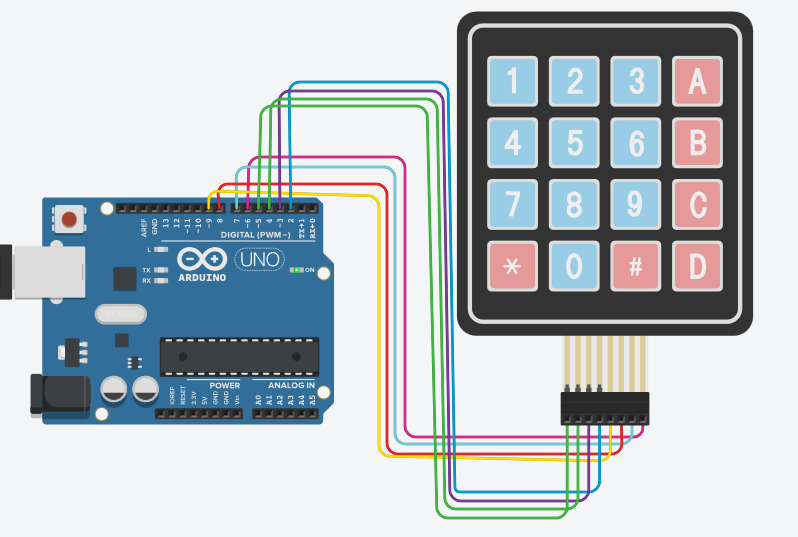 1 2 3 A
4 5 6 B
7 8 9 C
* 0 # D
AREF
GND
13
12
~11
~10
~9
8
7
~6
~5
4
~3
2
TX→1
RX←0
DIGITAL (PWM~)
L
TX
RX
ARDUINO
UNO
ON
POWER
ANALOG IN
IOREF
RESET
3.3V
5V
GND
GND
Vin
A0
A1
A2
A3
A4
A5